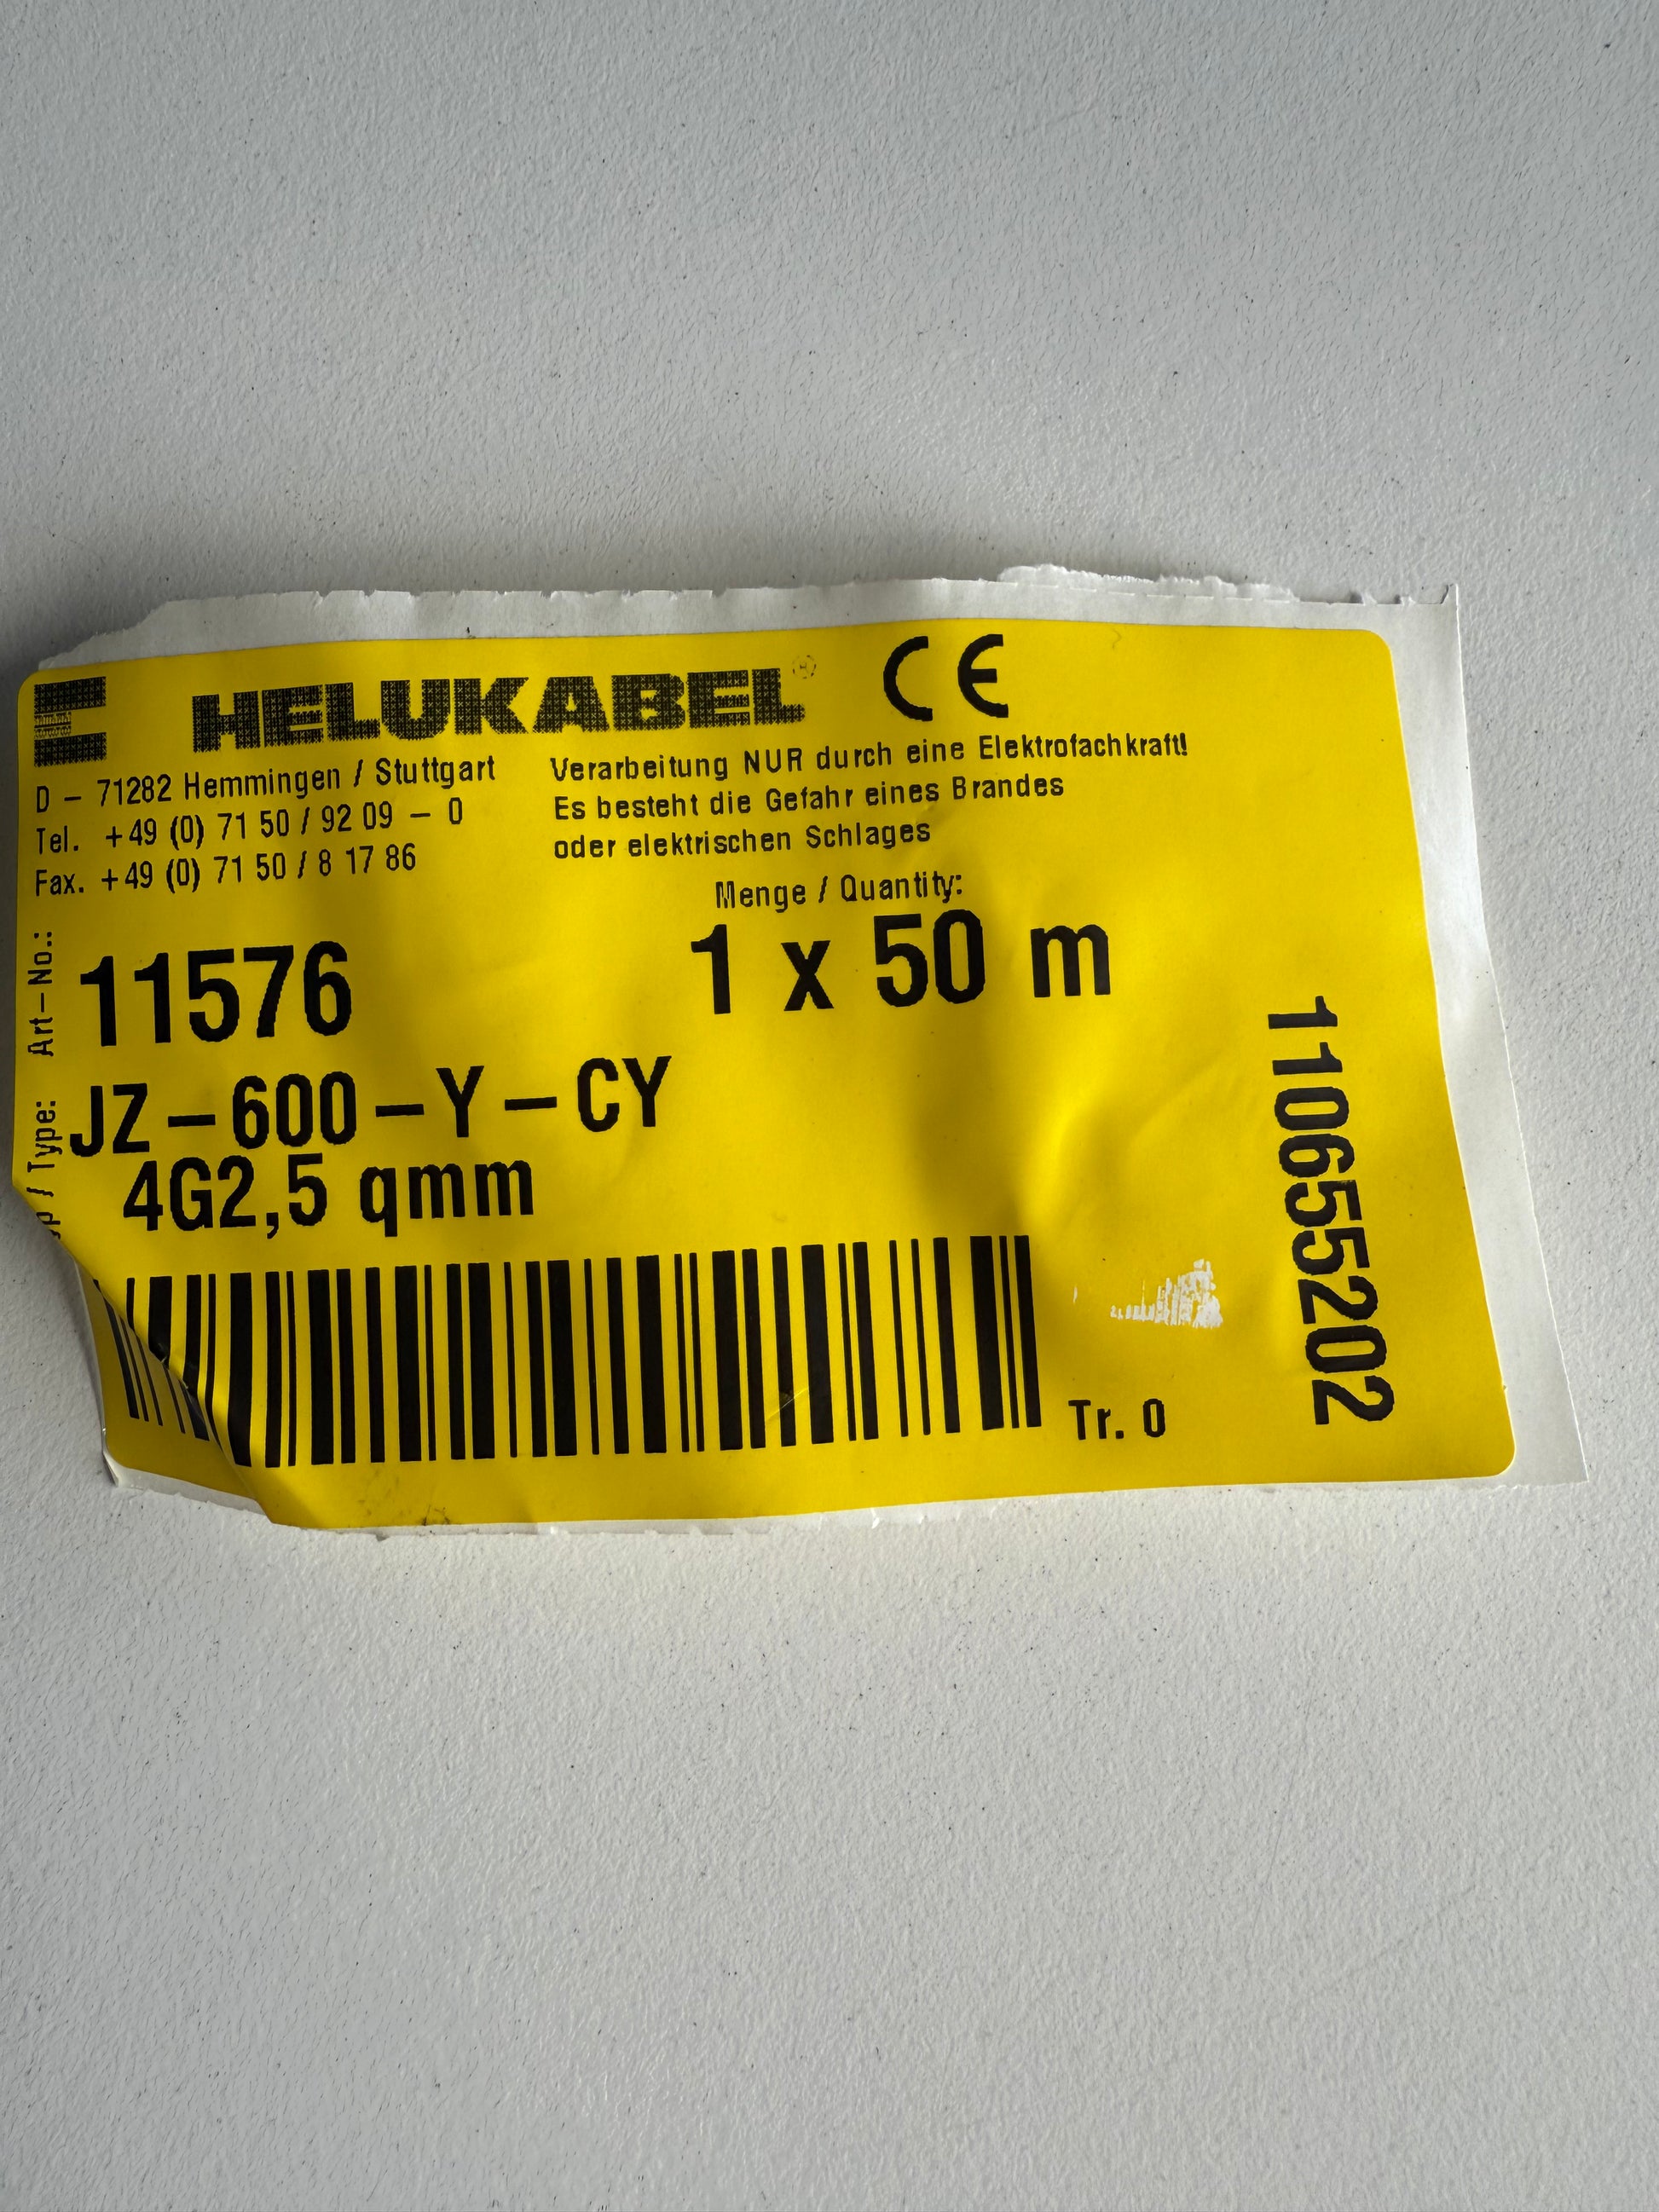 HELUKABEL CE
D – 71282 Hemmingen / Stuttgart
Tel. +49 (0) 71 50 / 92 09 – 0
Fax. +49 (0) 71 50 / 8 17 86
Verarbeitung NUR durch eine Elektrofachkraft!
Es besteht die Gefahr eines Brandes
oder elektrischen Schlages
Menge / Quantity:
1 x 50 m
Art–No.:
11576
/ Type:
JZ – 600 – Y – CY
4G2,5 qmm
Tr. 0
1106555202